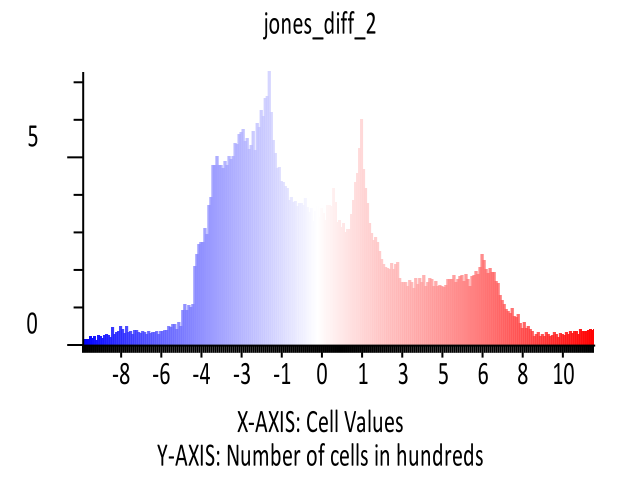 jones_diff_2
5
0
-8 -6 -4 -3 -1 0 1 3 5 6 8 10
X-AXIS: Cell Values
Y-AXIS: Number of cells in hundreds